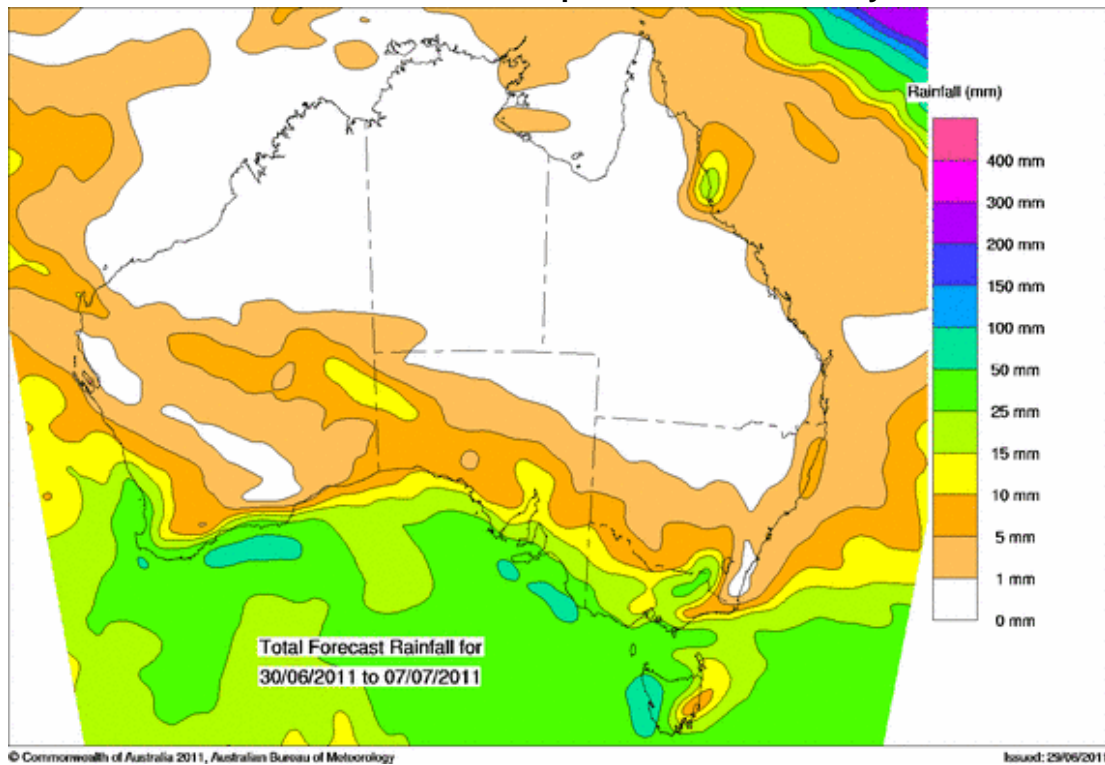 Rainfall (mm)
400 mm
300 mm
200 mm
150 mm
100 mm
50 mm
25 mm
15 mm
10 mm
5 mm
1 mm
0 mm
Total Forecast Rainfall for
30/06/2011 to 07/07/2011
© Commonwealth of Australia 2011, Australian Bureau of Meteorology
Issued: 29/06/2011